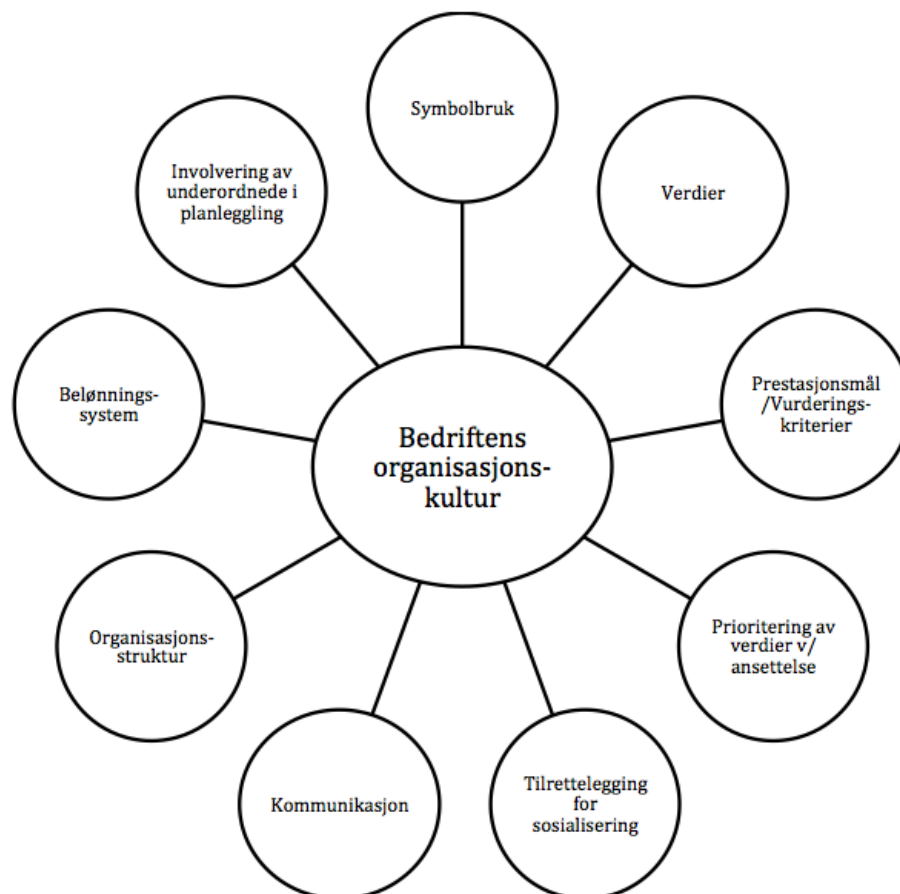 Symbolbruk
Involvering av
underordnede i
planleggling
Verdier
Belønnings-
system
Prestasjonsmål
/Vurderings-
kriterier
Bedriftens
organisasjons-
kultur
Organisasjons-
struktur
Prioritering av
verdier v/
ansettelse
Kommunikasjon
Tilrettelegging
for
sosialisering